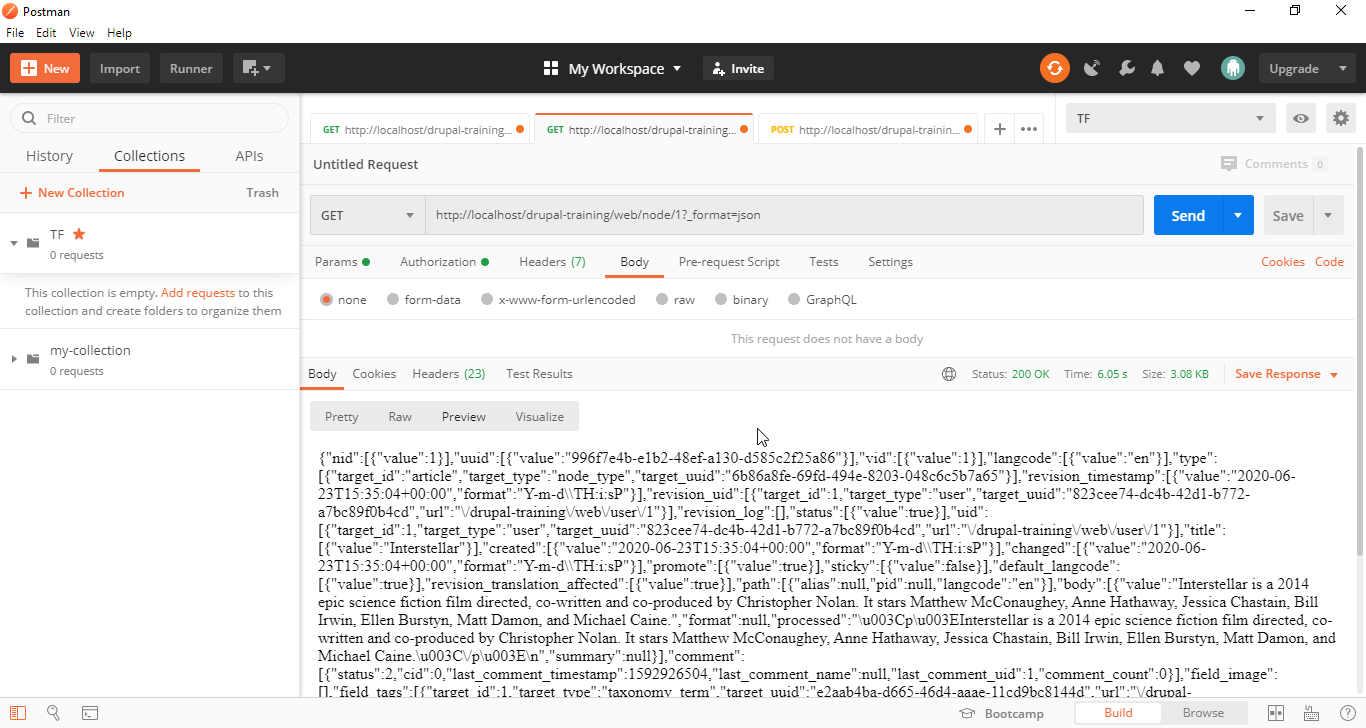 Postman
File Edit View Help
New Import Runner My Workspace Invite Upgrade
Filter
History Collections APIs
New Collection Trash
TF
0 requests
This collection is empty. Add requests to this
collection and create folders to organize them
my-collection
0 requests
GET http://localhost/drupal-training... GET http://localhost/drupal-training... POST http://localhost/drupal-trainin... TF
Untitled Request Comments 0
GET http://localhost/drupal-training/web/node/1?_format=json Send Save
Params Authorization Headers (7) Body Pre-request Script Tests Settings Cookies Code
none form-data x-www-form-urlencoded raw binary GraphQL
This request does not have a body
Body Cookies Headers (23) Test Results Status: 200 OK Time: 6.05 s Size: 3.08 KB Save Response
Pretty Raw Preview Visualize
{"nid":[{"value":1}],"uuid":[{"value":"996f7e4b-e1b2-48ef-a130-d585c2f25a86"}],"vid":[{"value":1}],"langcode":[{"value":"en"}],"type":
[{"target_id":"article","target_type":"node_type","target_uuid":"6b86a8fe-69fd-494e-8203-048c6c5b7a65"}],"revision_timestamp":[{"value":"2020-06-
23T15:35:04+00:00","format":"Y-m-d\\TH:i:sP"}],"revision_uid":[{"target_id":1,"target_type":"user","target_uuid":"823cee74-dc4b-42d1-b772-
a7bc89f0b4cd","url":"\/drupal-training\/web\/user\/1"}],"revision_log":[],"status":[{"value":true}],"uid":
[{"target_id":1,"target_type":"user","target_uuid":"823cee74-dc4b-42d1-b772-a7bc89f0b4cd","url":"\/drupal-training\/web\/user\/1"}],"title":
[{"value":"Interstellar"}],"created":[{"value":"2020-06-23T15:35:04+00:00","format":"Y-m-d\\TH:i:sP"}],"changed":[{"value":"2020-06-
23T15:35:04+00:00","format":"Y-m-d\\TH:i:sP"}],"promote":[{"value":true}],"sticky":[{"value":false}],"default_langcode":
[{"value":true}],"revision_translation_affected":[{"value":true}],"path":[{"alias":null,"pid":null,"langcode":"en"}],"body":[{"value":"Interstellar is a 2014
epic science fiction film directed, co-written and co-produced by Christopher Nolan. It stars Matthew McConaughey, Anne Hathaway, Jessica Chastain, Bill
Irwin, Ellen Burstyn, Matt Damon, and Michael Caine.","format":null,"processed":"\u003Cp\u003EInterstellar is a 2014 epic science fiction film directed, co-
written and co-produced by Christopher Nolan. It stars Matthew McConaughey, Anne Hathaway, Jessica Chastain, Bill Irwin, Ellen Burstyn, Matt Damon, and
Michael Caine.\u003C\/p\u003E\n","summary":null}],"comment":
[{"status":2,"cid":0,"last_comment_timestamp":1592926504,"last_comment_name":null,"last_comment_uid":1,"comment_count":0}],"field_image":
[],"field_tags":[{"target_id":1,"target_type":"taxonomy_term","target_uuid":"e2aab4ba-d665-46d4-aaae-11cd9bc8144d","url":"\/drupal-
Bootcamp Build Browse